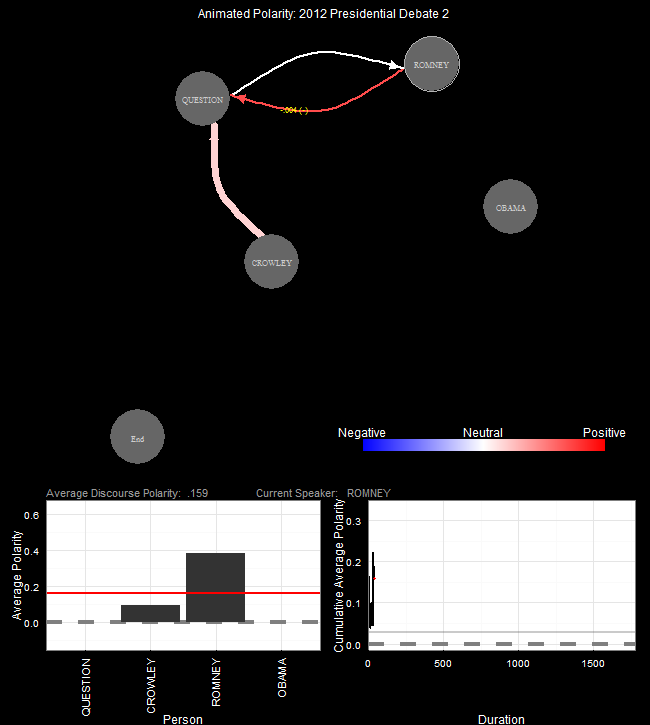 Animated Polarity: 2012 Presidential Debate 2
ROMNEY
QUESTION
OBAMA
CROWLEY
End
Negative Neutral Positive
Average Discourse Polarity: .159 Current Speaker: ROMNEY
Average Polarity
0.6
0.4
0.2
0.0
QUESTION
CROWLEY
ROMNEY
OBAMA
Person
Cumulative Average Polarity
0.3
0.2
0.1
0.0
0 500 1000 1500
Duration